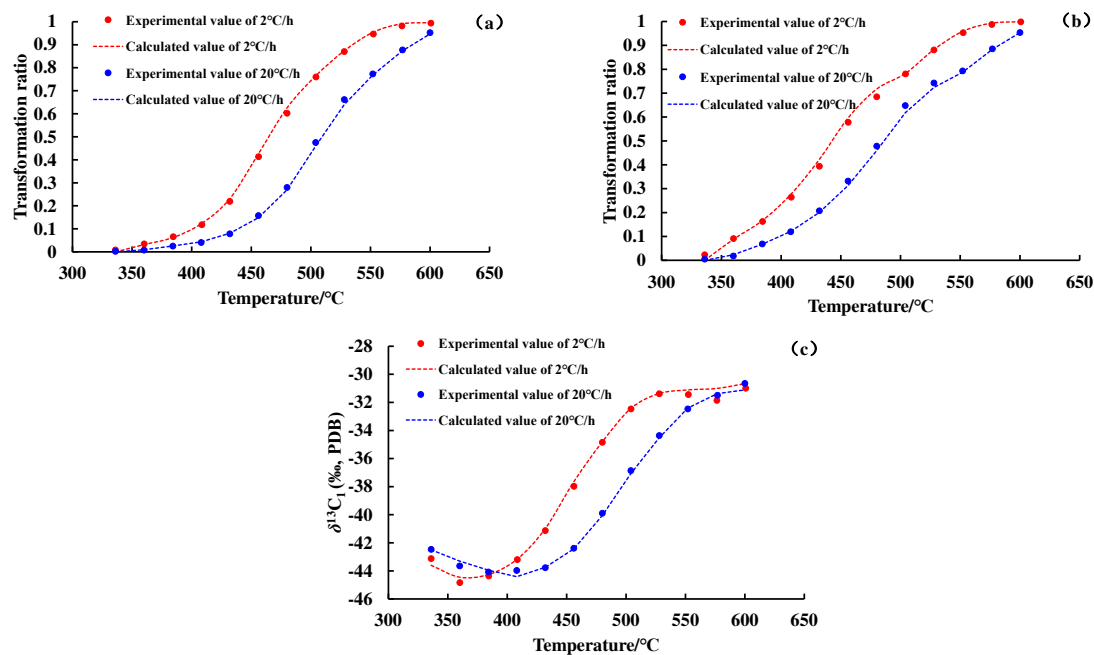 (a)
Experimental value of 2°C/h
Calculated value of 2°C/h
Experimental value of 20°C/h
Calculated value of 20°C/h
Transformation ratio
1
0.9
0.8
0.7
0.6
0.5
0.4
0.3
0.2
0.1
0
300 350 400 450 500 550 600 650
Temperature/°C
(b)
Experimental value of 2°C/h
Calculated value of 2°C/h
Experimental value of 20°C/h
Calculated value of 20°C/h
Transformation ratio
1
0.9
0.8
0.7
0.6
0.5
0.4
0.3
0.2
0.1
0
300 350 400 450 500 550 600 650
Temperature/°C
(c)
Experimental value of 2°C/h
Calculated value of 2°C/h
Experimental value of 20°C/h
Calculated value of 20°C/h
δ¹³C₁ (‰, PDB)
-28
-30
-32
-34
-36
-38
-40
-42
-44
-46
300 350 400 450 500 550 600 650
Temperature/°C